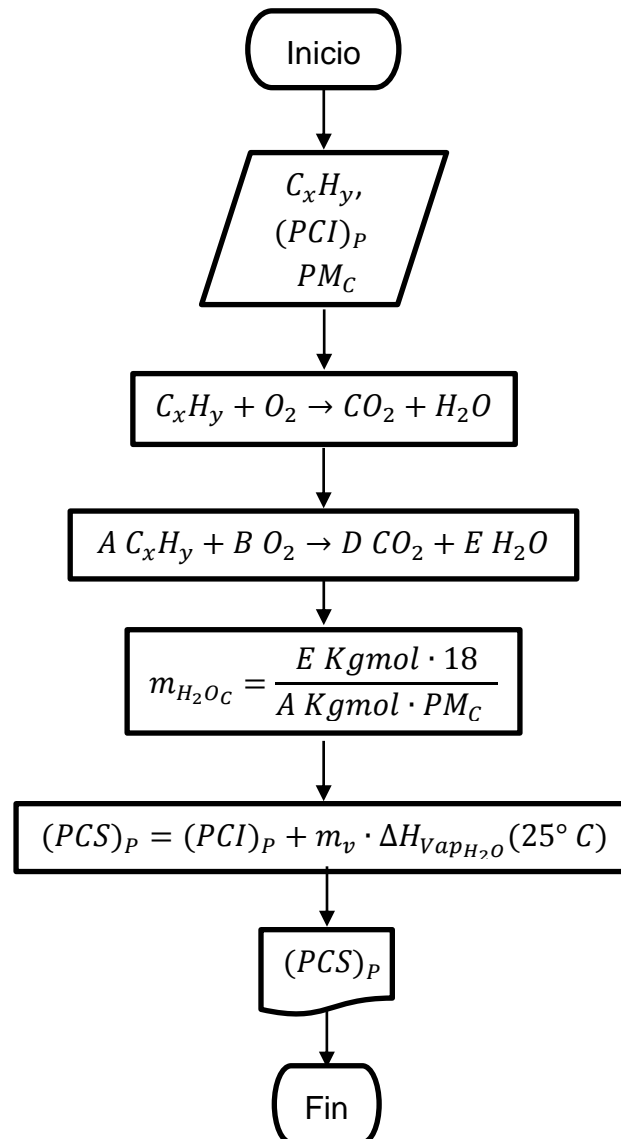 Inicio
C_xH_y,
(PCI)_P
PM_C
C_xH_y + O_2 → CO_2 + H_2O
A C_xH_y + B O_2 → D CO_2 + E H_2O
m_{H_2O_C} = \frac{E Kgmol · 18}{A Kgmol · PM_C}
(PCS)_P = (PCI)_P + m_v · ΔH_{Vap_{H_2O}}(25° C)
(PCS)_P
Fin